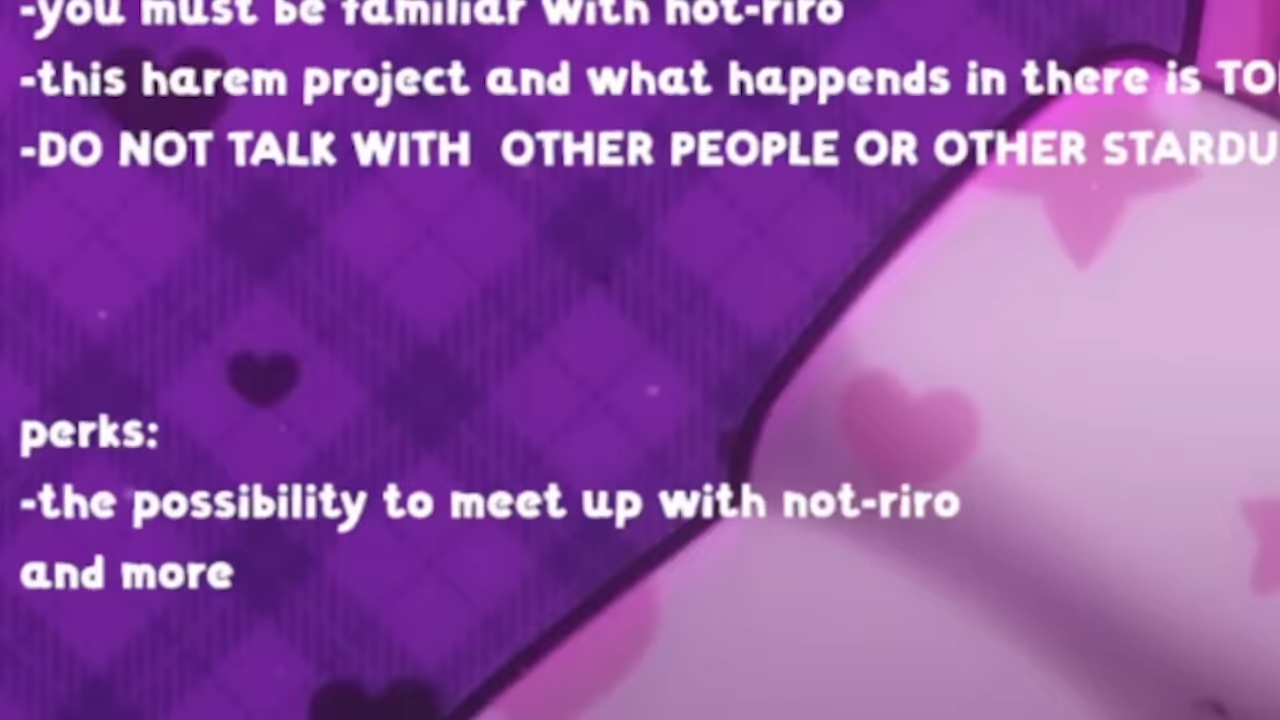 -you must be familiar with not-riro
-this harem project and what happends in there is
-DO NOT TALK WITH OTHER PEOPLE OR OTHER
perks:
-the possibility to meet up with not-riro
and more